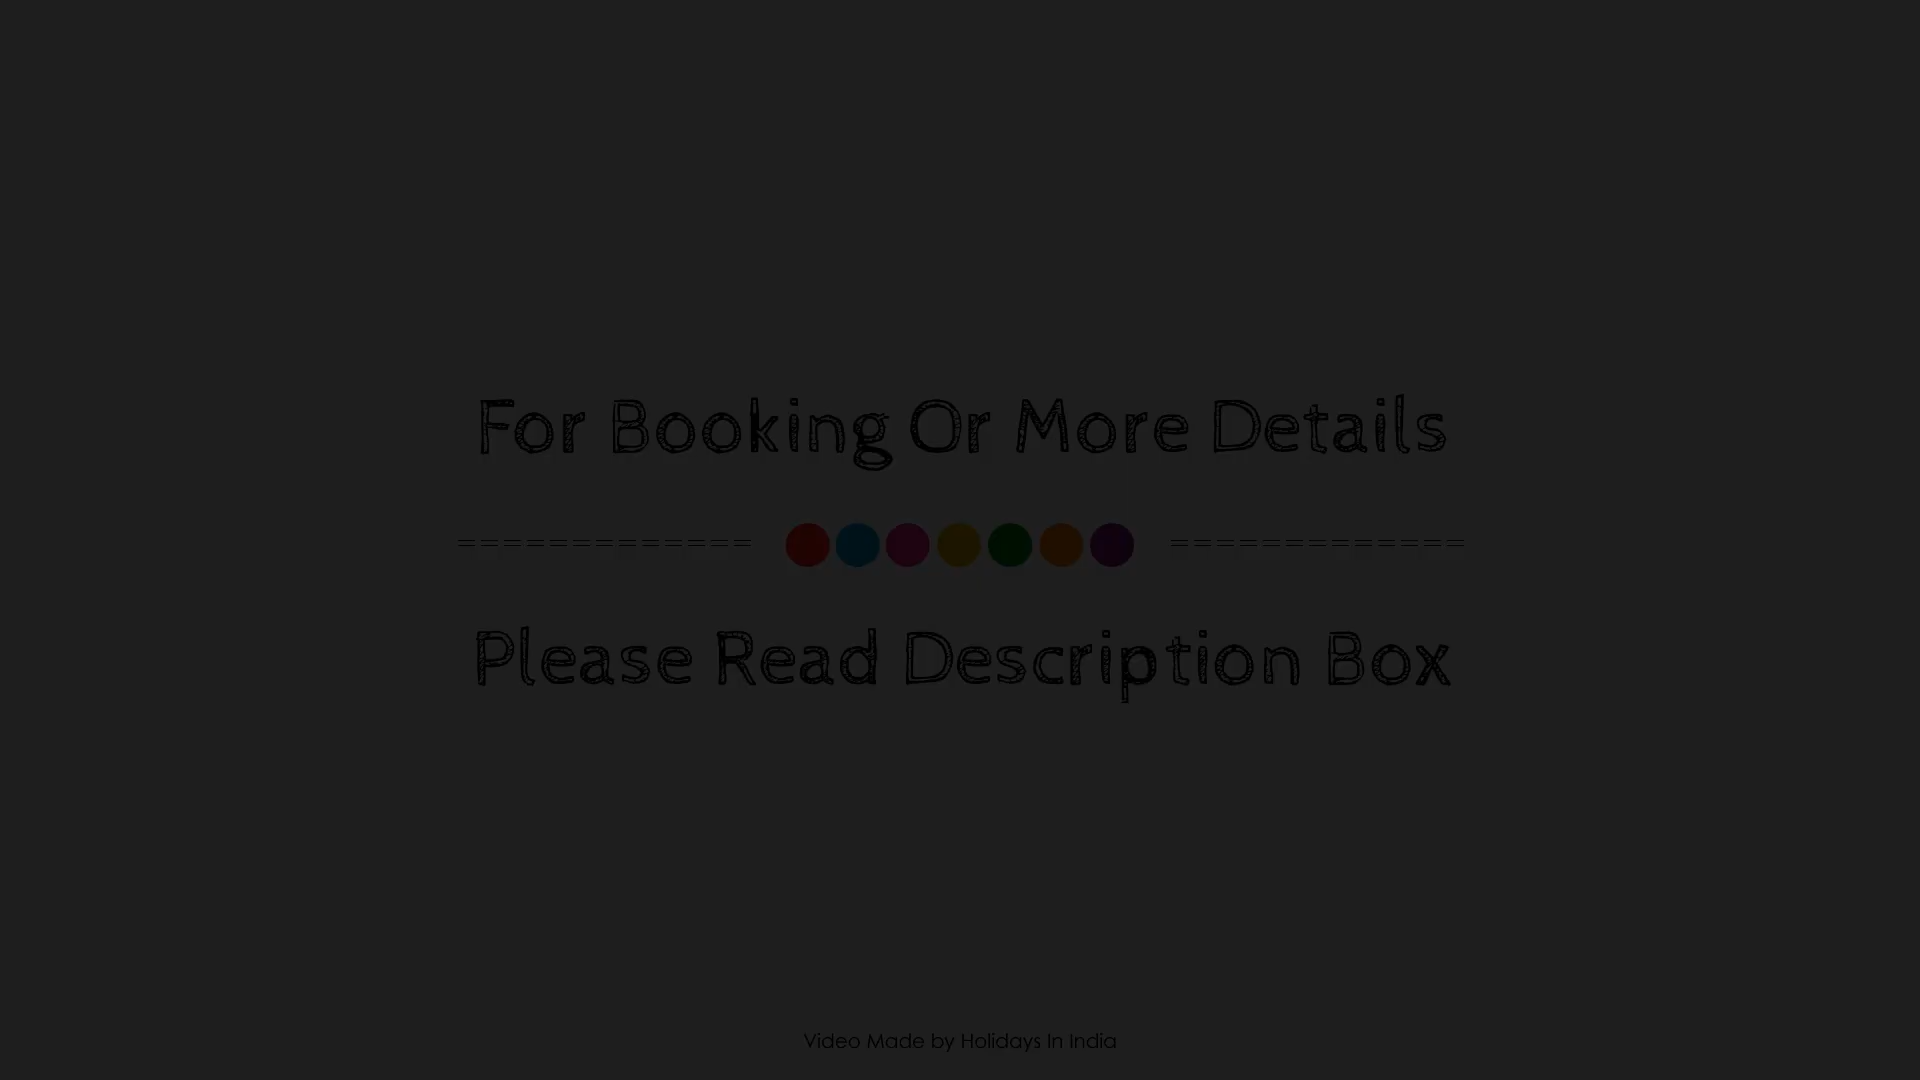 For Booking Or More Details
============= =============
Please Read Description Box
Video Made by Holidays In India